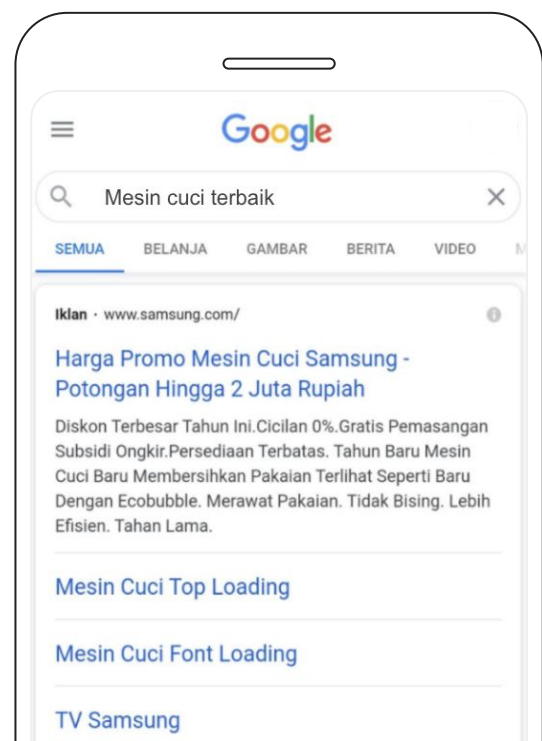 Google
Mesin cuci terbaik
SEMUA BELANJA GAMBAR BERITA VIDEO
Iklan · www.samsung.com/
Harga Promo Mesin Cuci Samsung -
Potongan Hingga 2 Juta Rupiah
Diskon Terbesar Tahun Ini.Cicilan 0%.Gratis Pemasangan
Subsidi Ongkir.Persediaan Terbatas. Tahun Baru Mesin
Cuci Baru Membersihkan Pakaian Terlihat Seperti Baru
Dengan Ecobubble. Merawat Pakaian. Tidak Bising. Lebih
Efisien. Tahan Lama.
Mesin Cuci Top Loading
Mesin Cuci Font Loading
TV Samsung